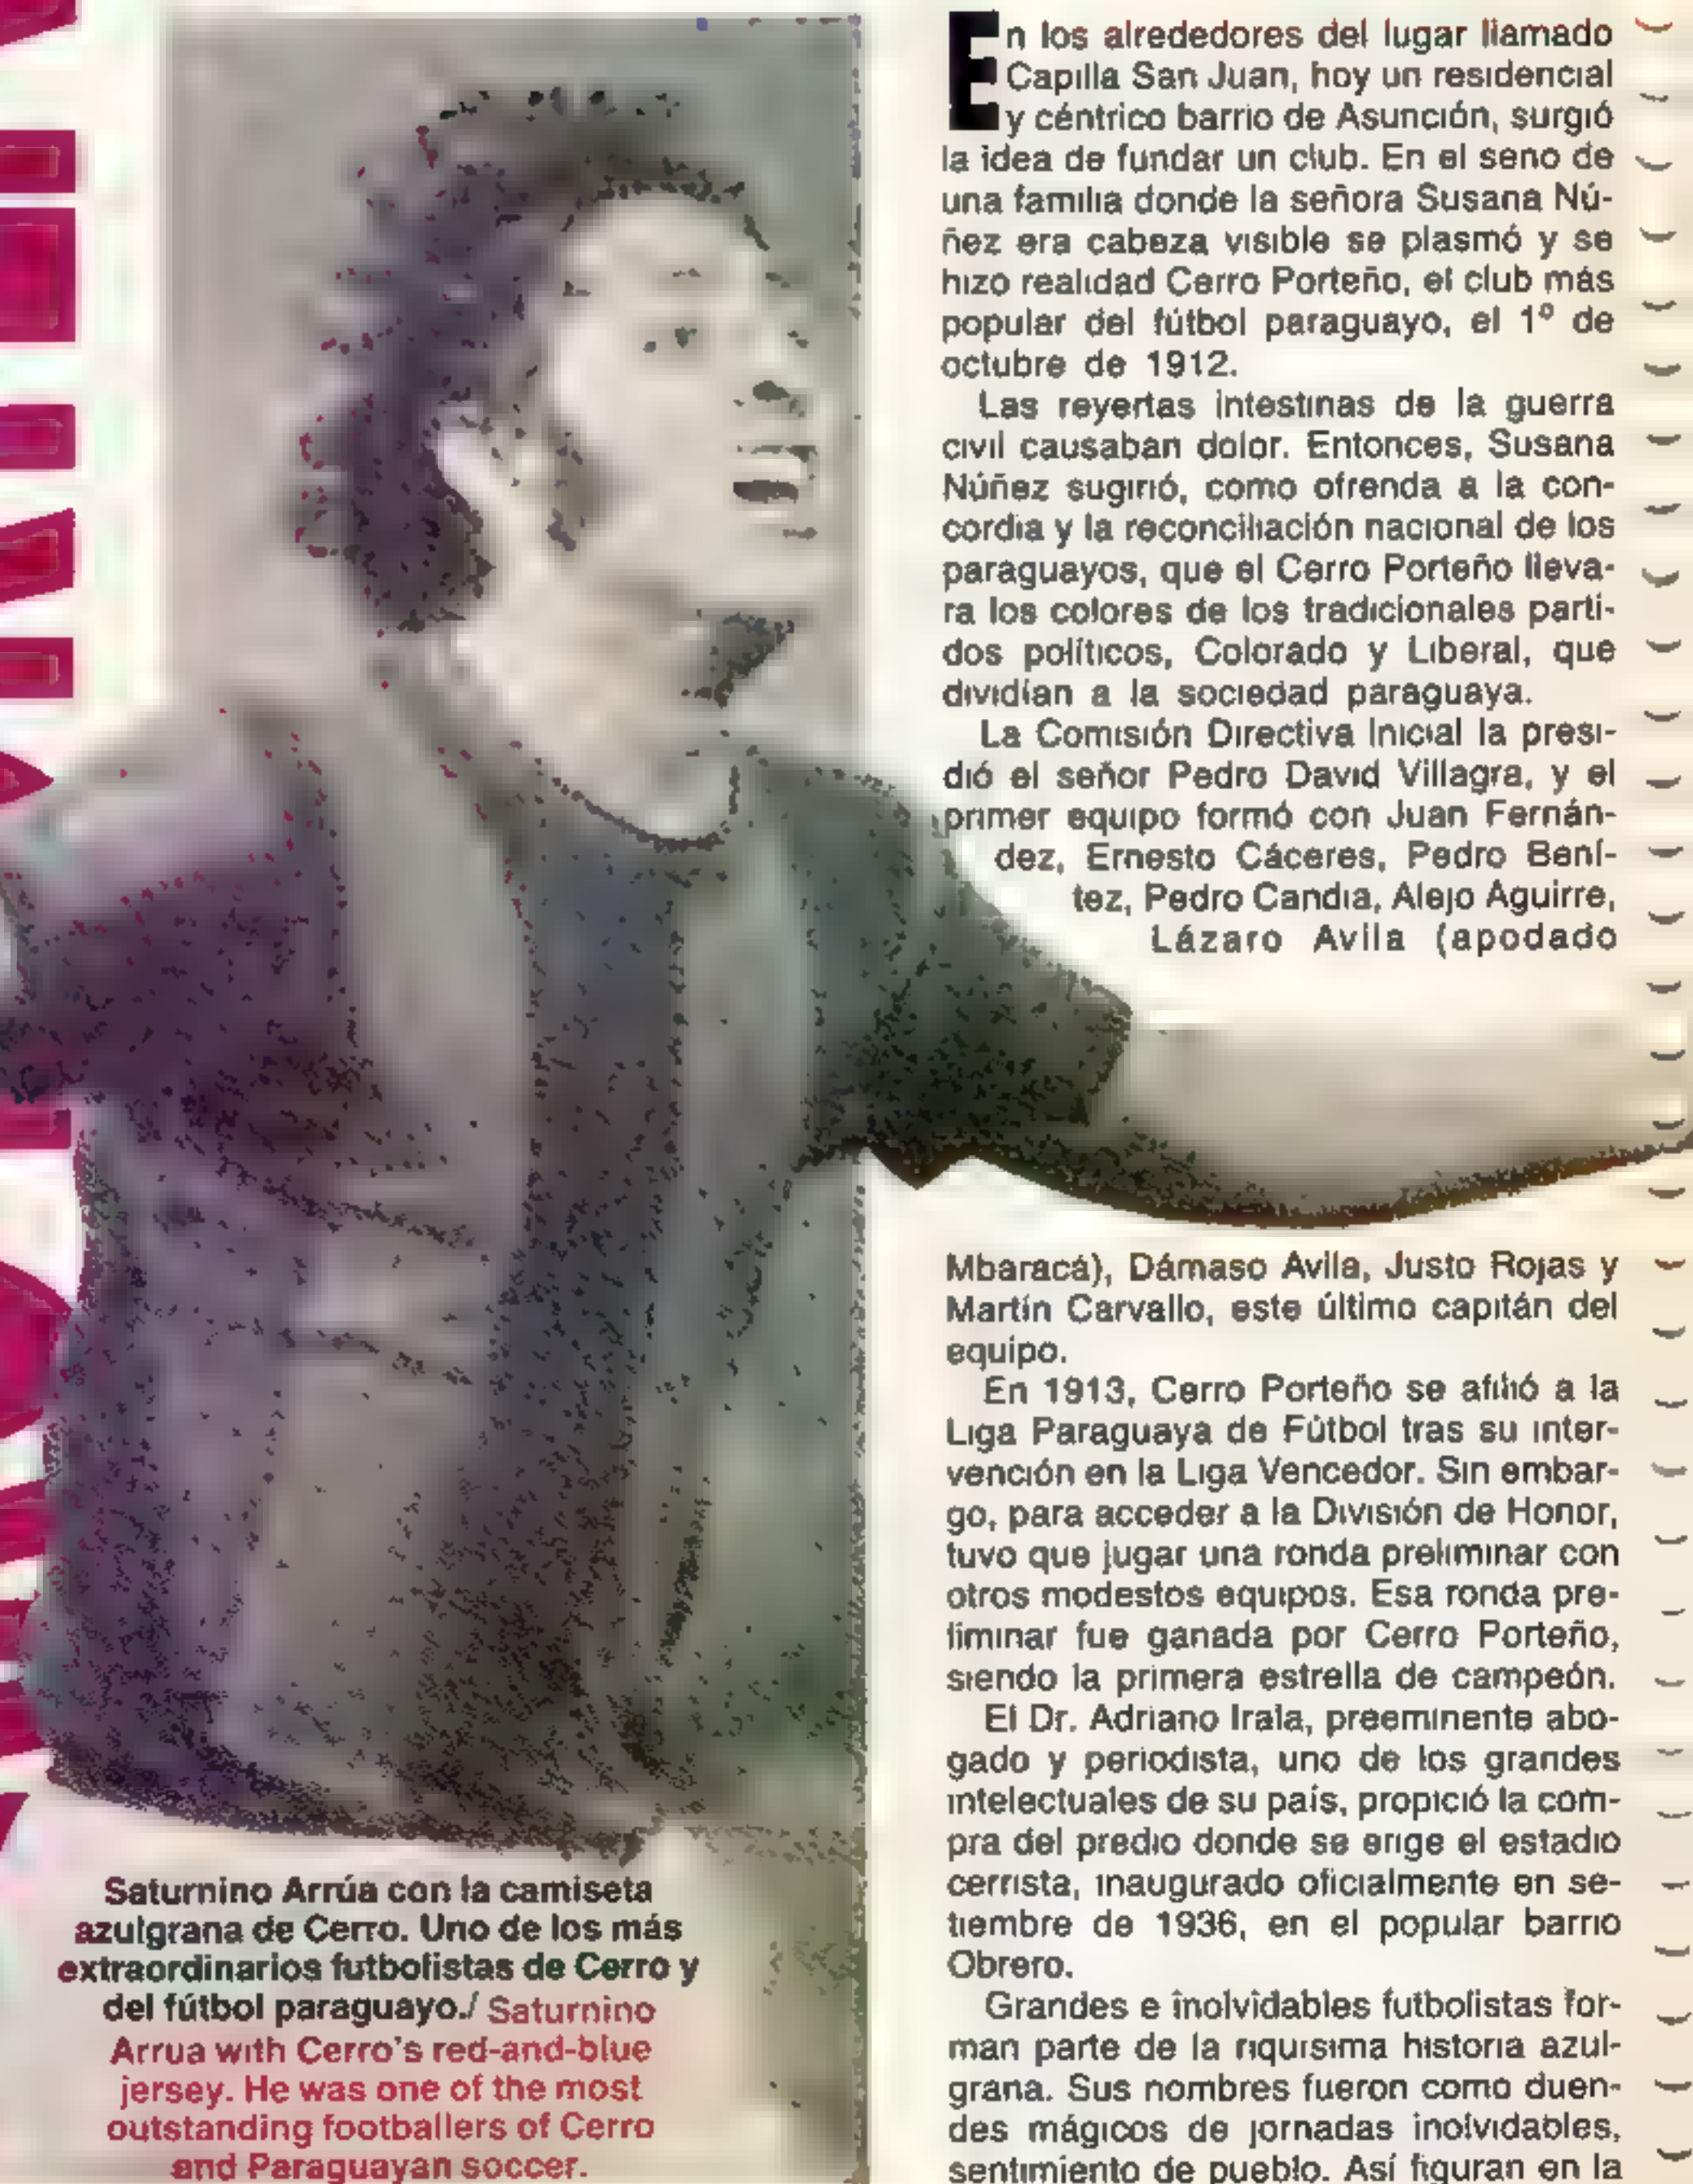 En los alrededores del lugar llamado
Capilla San Juan, hoy un residencial
y céntrico barrio de Asunción, surgió
la idea de fundar un club. En el seno de
una familia donde la señora Susana Nú-
ñez era cabeza visible se plasmó y se
hizo realidad Cerro Porteño, el club más
popular del fútbol paraguayo, el 1º de
octubre de 1912.
Las reyertas intestinas de la guerra
civil causaban dolor. Entonces, Susana
Núñez sugirió, como ofrenda a la con-
cordia y la reconciliación nacional de los
paraguayos, que el Cerro Porteño lleva-
ra los colores de los tradicionales parti-
dos políticos, Colorado y Liberal, que
dividían a la sociedad paraguaya.
La Comisión Directiva Inicial la presi-
dió el señor Pedro David Villagra, y el
primer equipo formó con Juan Fernán-
dez, Ernesto Cáceres, Pedro Bení-
tez, Pedro Candia, Alejo Aguirre,
Lázaro Avila (apodado
Mbaracá), Dámaso Avila, Justo Rojas y
Martín Carvallo, este último capitán del
equipo.
En 1913, Cerro Porteño se afilió a la
Liga Paraguaya de Fútbol tras su inter-
vención en la Liga Vencedor. Sin embar-
go, para acceder a la División de Honor,
tuvo que jugar una ronda preliminar con
otros modestos equipos. Esa ronda pre-
liminar fue ganada por Cerro Porteño,
siendo la primera estrella de campeón.
El Dr. Adriano Irala, preeminente abo-
gado y periodista, uno de los grandes
intelectuales de su país, propició la com-
pra del predio donde se erige el estadio
cerrista, inaugurado oficialmente en se-
tiembre de 1936, en el popular barrio
Obrero.
Grandes e inolvidables futbolistas for-
man parte de la riquísima historia azul-
grana. Sus nombres fueron como duen-
des mágicos de jornadas inolvidables,
sentimiento de pueblo. Así figuran en la
Saturnino Arrúa con la camiseta
azulgrana de Cerro. Uno de los más
extraordinarios futbolistas de Cerro y
del fútbol paraguayo./ Saturnino
Arrua with Cerro's red-and-blue
jersey. He was one of the most
outstanding footballers of Cerro
and Paraguayan soccer.